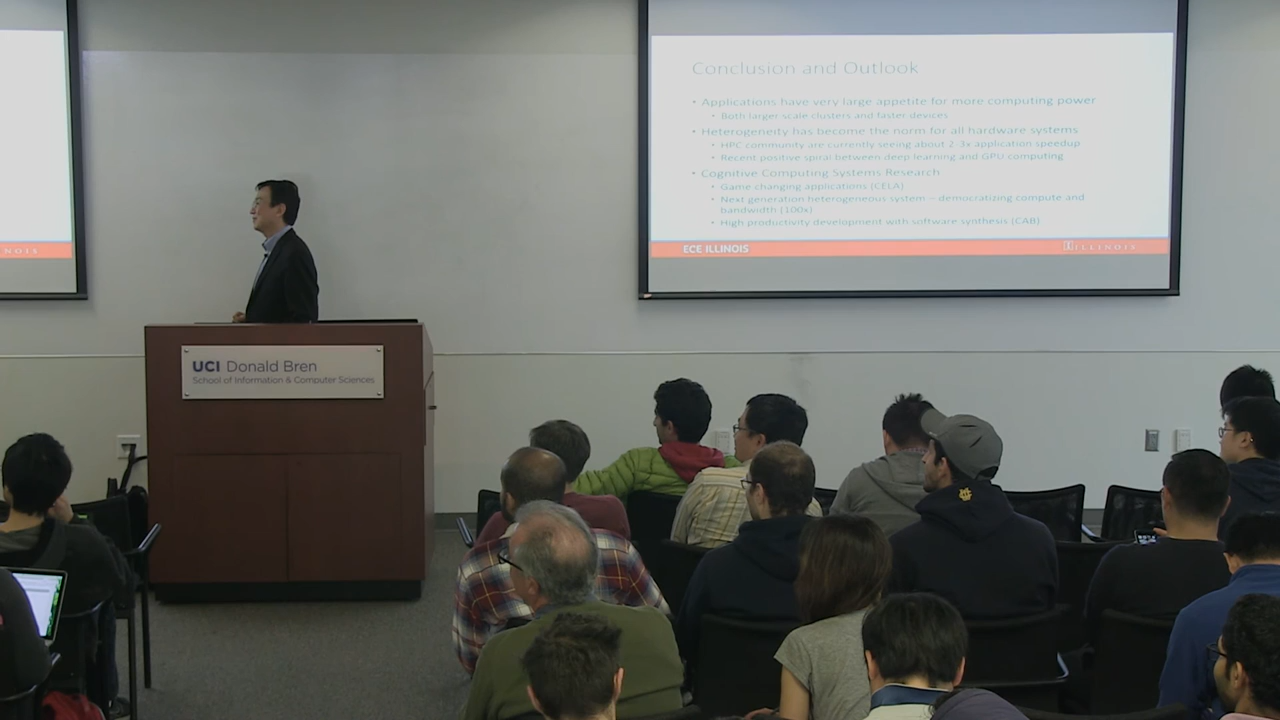 Conclusion and Outlook
• Applications have very large appetite for more computing power
• Both larger scale clusters and faster devices
• Heterogeneity has become the norm for all hardware systems
• HPC community are currently seeing about 2-3x application speedup
• Recent positive spiral between deep learning and GPU computing
• Cognitive Computing Systems Research
• Game changing applications (CELA)
• Next generation heterogeneous system – democratizing compute and
bandwidth (100x)
• High productivity development with software synthesis (CAB)
ECE ILLINOIS
ILLINOIS
NOIS
UCI Donald Bren
School of Information & Computer Sciences